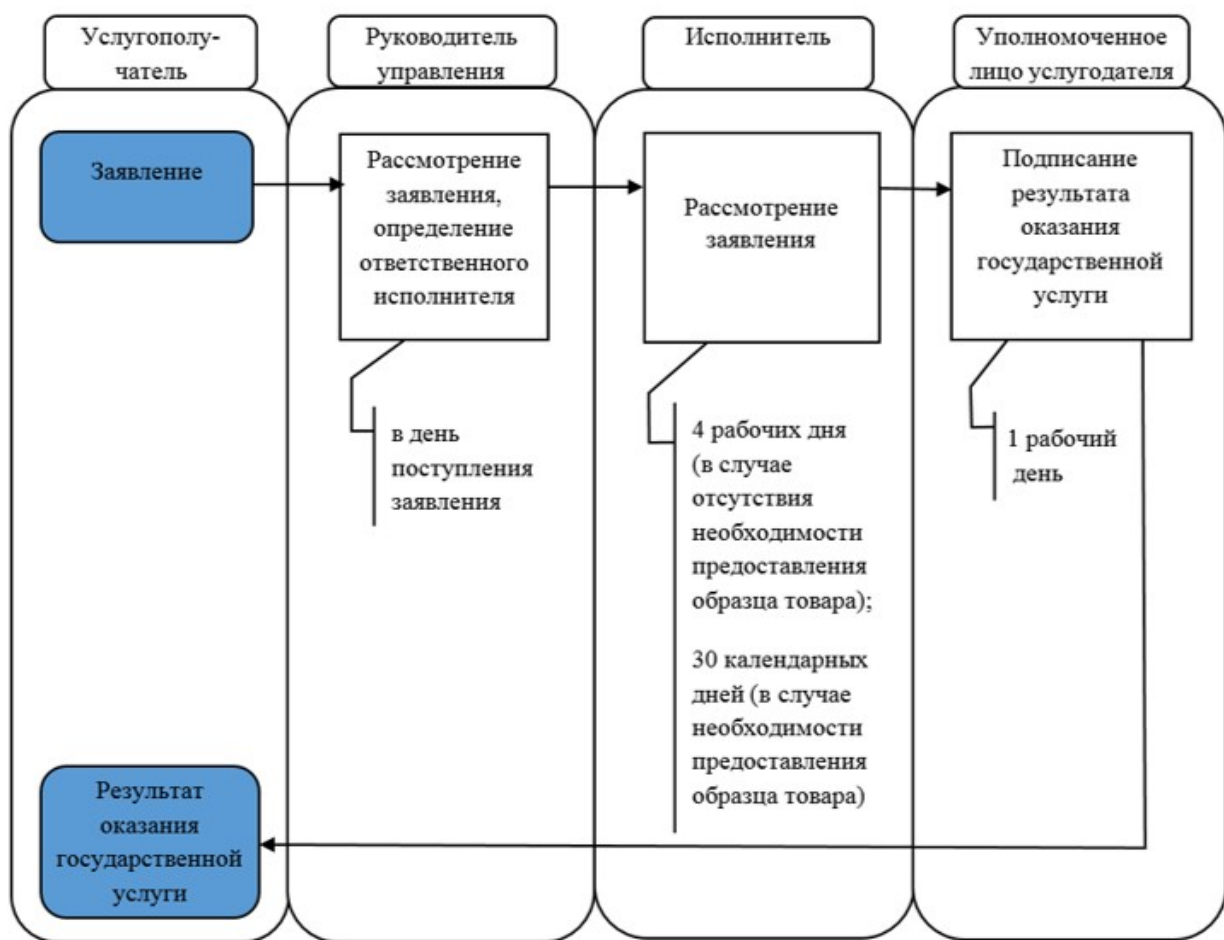 Услугополу-
чатель
Руководитель
управления
Исполнитель
Уполномоченное
лицо услугодателя
Заявление
Рассмотрение
заявления,
определение
ответственного
исполнителя
Рассмотрение
заявления
Подписание
результата
оказания
государственной
услуги
в день
поступления
заявления
4 рабочих дня
(в случае
отсутствия
необходимости
предоставления
образца товара);
30 календарных
дней (в случае
необходимости
предоставления
образца товара)
1 рабочий
день
Результат
оказания
государственной
услуги